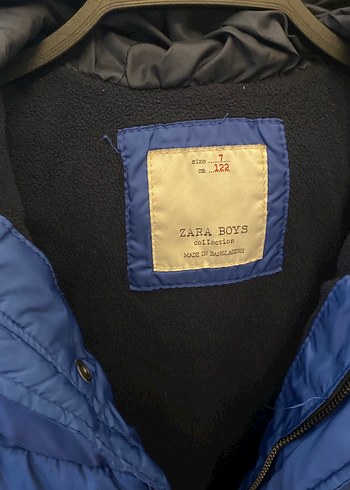 size 7
cm 122
ZARA BOYS
collection
MADE IN BANGLADESH